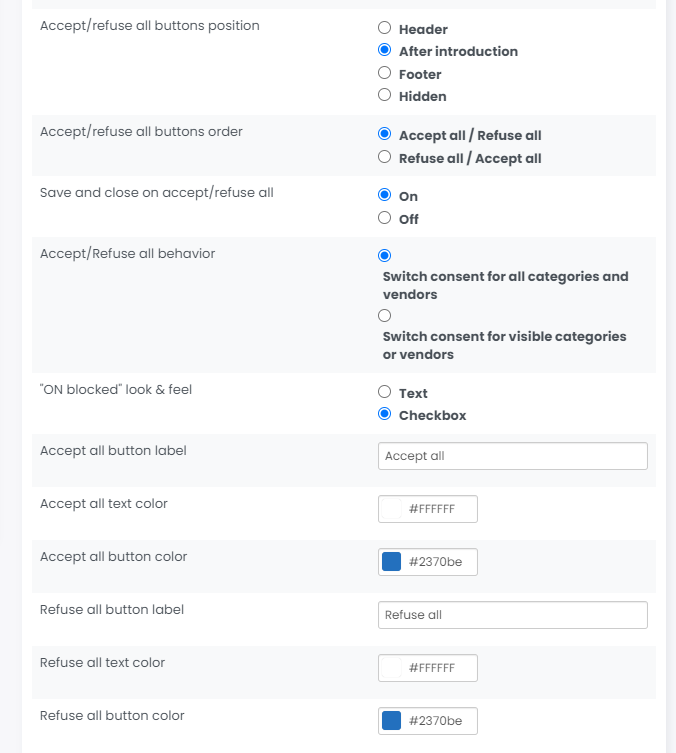 Accept/refuse all buttons position
Header
After introduction
Footer
Hidden
Accept/refuse all buttons order
Accept all / Refuse all
Refuse all / Accept all
Save and close on accept/refuse all
On
Off
Accept/Refuse all behavior
Switch consent for all categories and
vendors
Switch consent for visible categories
or vendors
"ON blocked" look & feel
Text
Checkbox
Accept all button label
Accept all
Accept all text color
#FFFFFF
Accept all button color
#2370be
Refuse all button label
Refuse all
Refuse all text color
#FFFFFF
Refuse all button color
#2370be